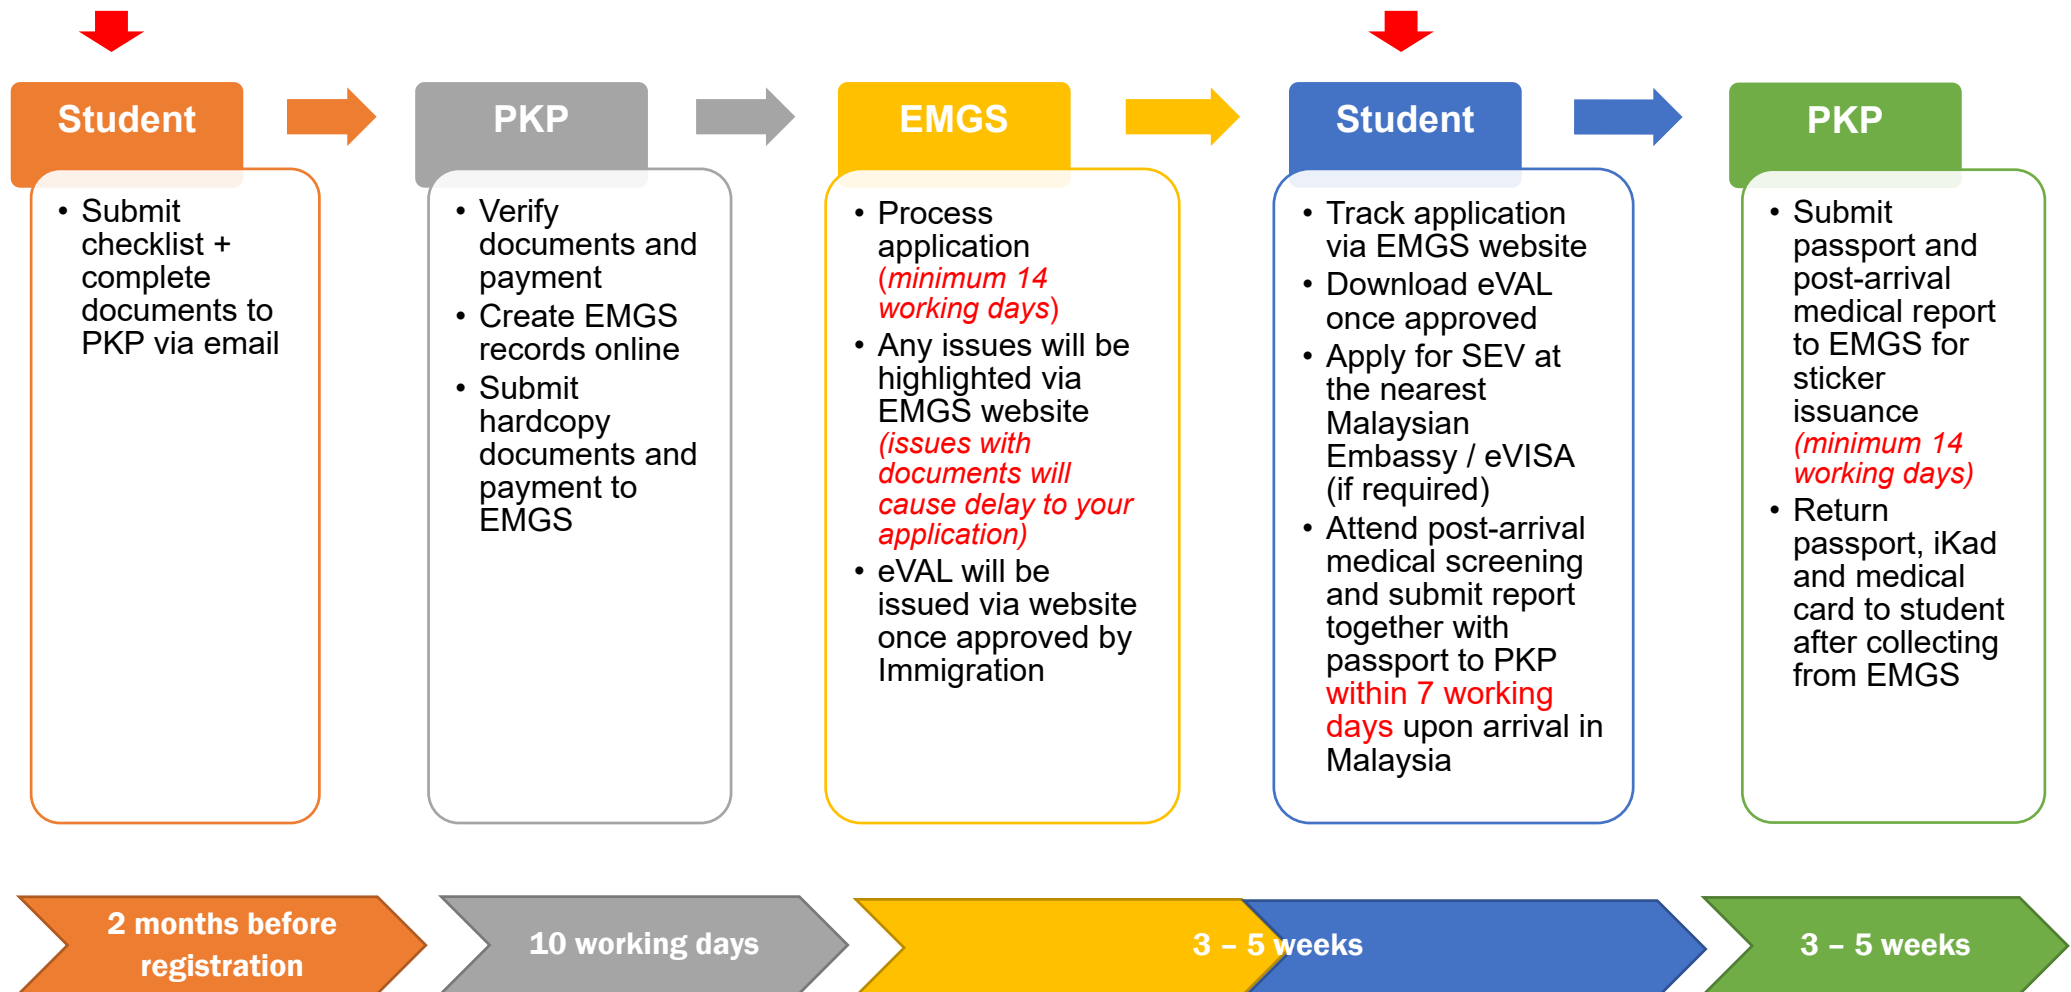 Student
• Submit
checklist +
complete
documents to
PKP via email
PKP
• Verify
documents and
payment
• Create EMGS
records online
• Submit
hardcopy
documents and
payment to
EMGS
EMGS
• Process
application
(minimum 14
working days)
• Any issues will be
highlighted via
EMGS website
(issues with
documents will
cause delay to your
application)
• eVAL will be
issued via website
once approved by
Immigration
Student
• Track application
via EMGS website
• Download eVAL
once approved
• Apply for SEV at
the nearest
Malaysian
Embassy / eVISA
(if required)
• Attend post-arrival
medical screening
and submit report
together with
passport to PKP
within 7 working
days upon arrival in
Malaysia
PKP
• Submit
passport and
post-arrival
medical report
to EMGS for
sticker
issuance
(minimum 14
working days)
• Return
passport, iKad
and medical
card to student
after collecting
from EMGS
2 months before
registration
10 working days
3 – 5 weeks
3 – 5 weeks